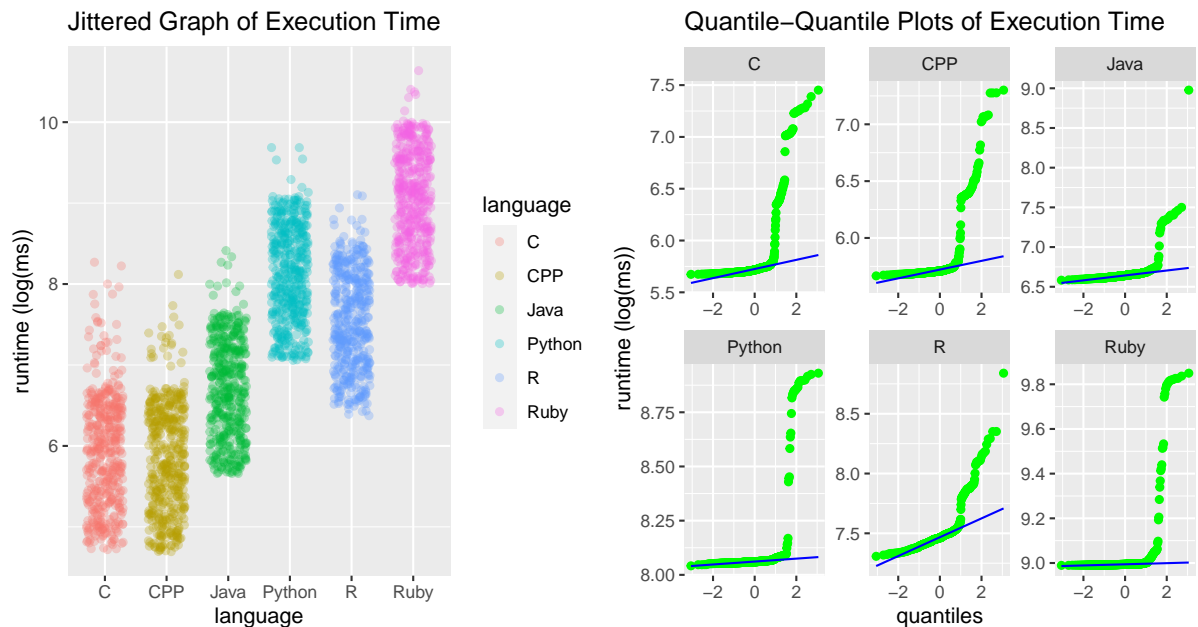 Jittered Graph of Execution Time
runtime (log(ms))
10
8
6
C CPP Java Python R Ruby
language
language
C
CPP
Java
Python
R
Ruby
Quantile−Quantile Plots of Execution Time
runtime (log(ms))
C
7.5
7.0
6.5
6.0
5.5
−2 0 2
CPP
7.0
6.5
6.0
−2 0 2
Java
9.0
8.5
8.0
7.5
7.0
6.5
−2 0 2
Python
8.75
8.50
8.25
8.00
−2 0 2
R
8.5
8.0
7.5
−2 0 2
Ruby
9.8
9.6
9.4
9.2
9.0
−2 0 2
quantiles